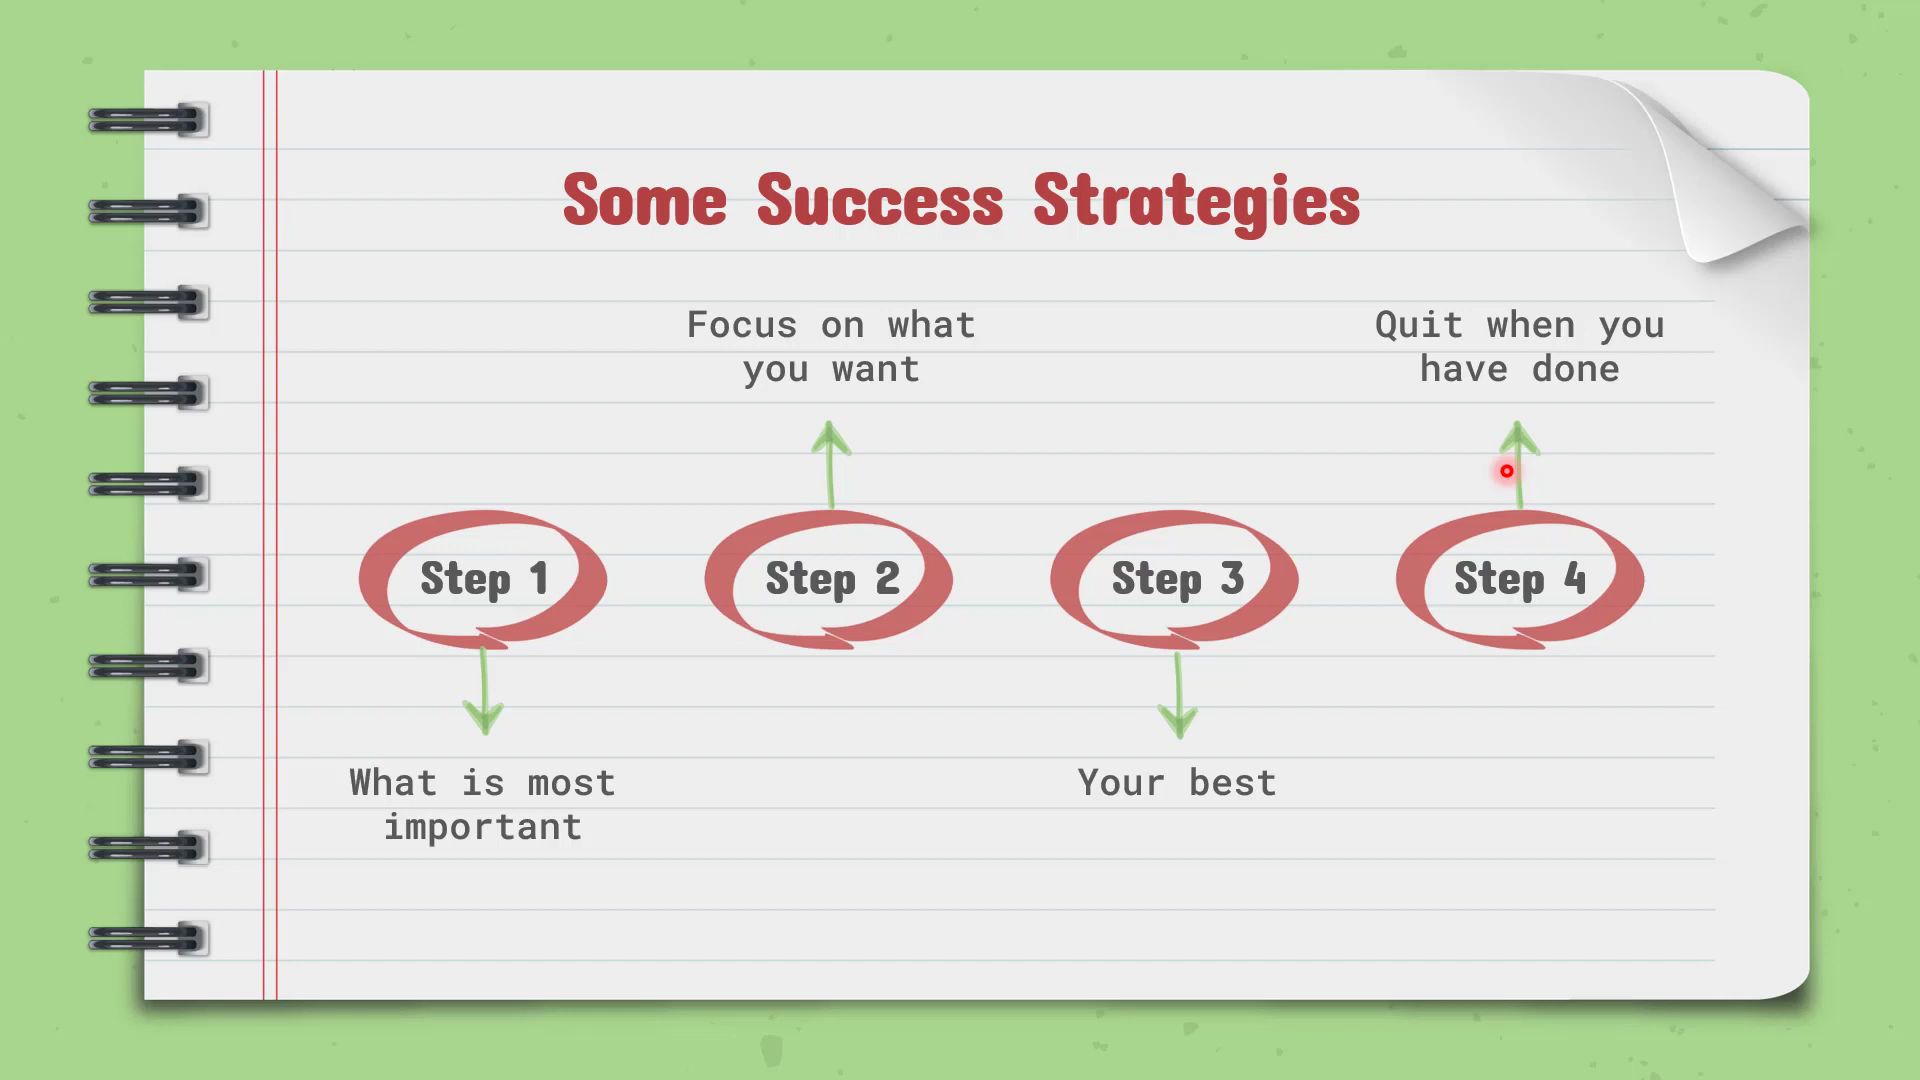 Some Success Strategies
Step 1
What is most
important
Focus on what
you want
Step 2
Step 3
Your best
Quit when you
have done
Step 4